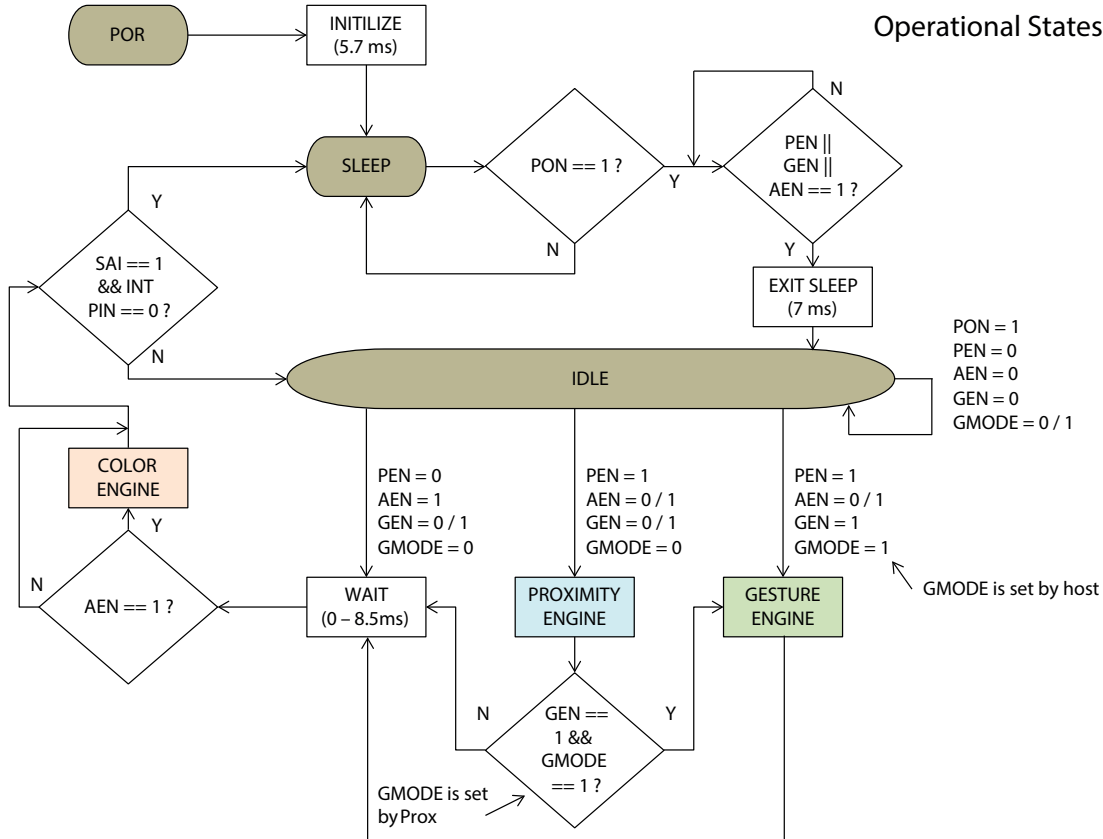 Operational States
POR
INITILIZE
(5.7 ms)
SLEEP
PON == 1 ?
Y
N
PEN ||
GEN ||
AEN == 1 ?
N
Y
EXIT SLEEP
(7 ms)
SAI == 1
&& INT
PIN == 0 ?
Y
N
IDLE
PON = 1
PEN = 0
AEN = 0
GEN = 0
GMODE = 0 / 1
PEN = 0
AEN = 1
GEN = 0 / 1
GMODE = 0
PEN = 1
AEN = 0 / 1
GEN = 0 / 1
GMODE = 0
PEN = 1
AEN = 0 / 1
GEN = 1
GMODE = 1
GMODE is set by host
COLOR
ENGINE
Y
N
AEN == 1 ?
WAIT
(0 – 8.5ms)
PROXIMITY
ENGINE
GESTURE
ENGINE
N
Y
GEN ==
1 &&
GMODE
== 1 ?
GMODE is set
by Prox